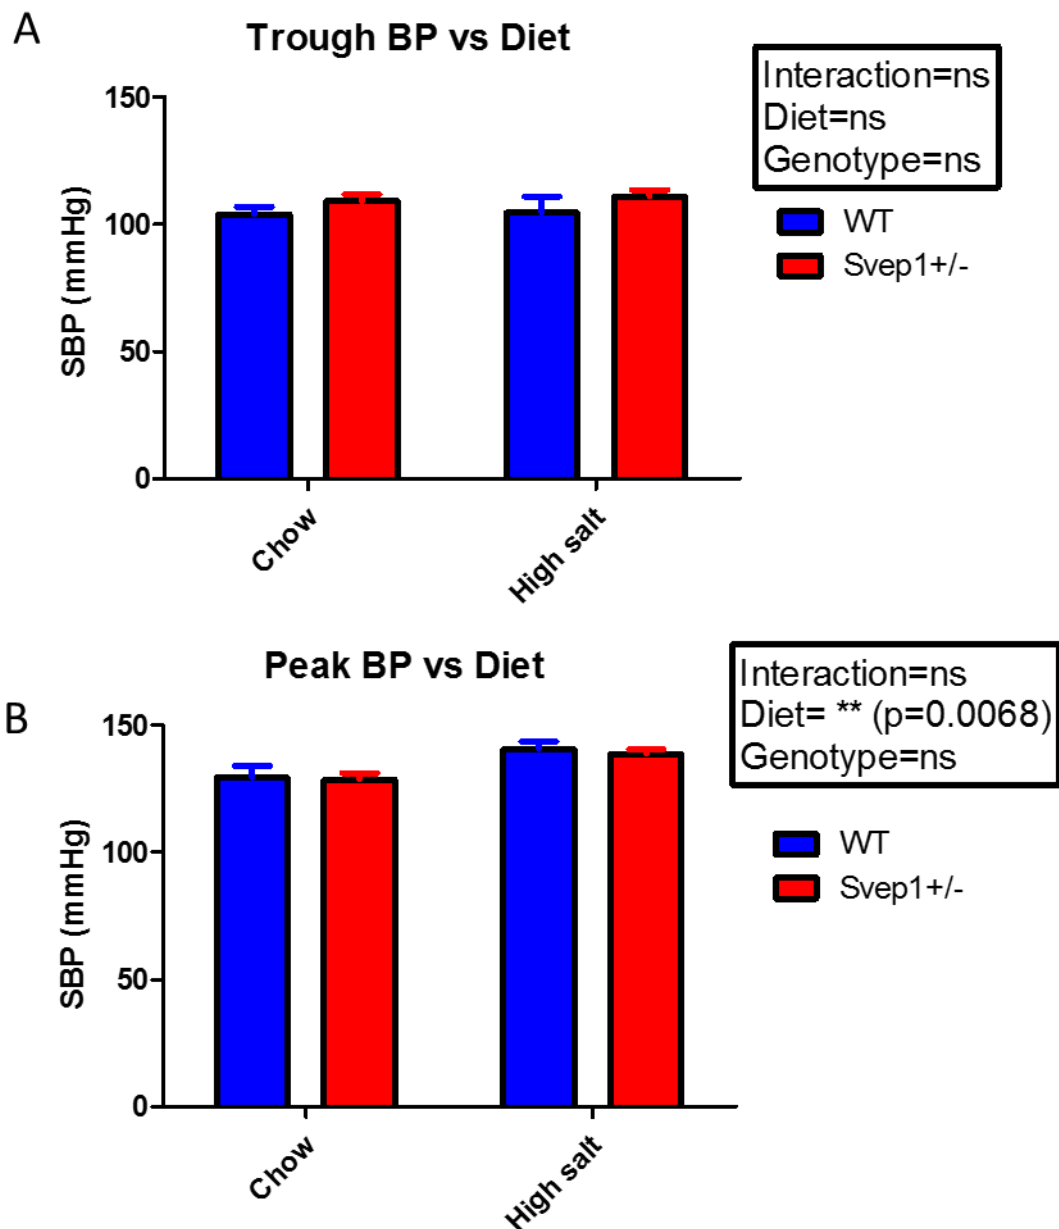 A
Trough BP vs Diet
Interaction=ns
Diet=ns
Genotype=ns
WT
Svep1+/-
150
100
50
0
SBP (mmHg)
Chow
High salt
B
Peak BP vs Diet
Interaction=ns
Diet= ** (p=0.0068)
Genotype=ns
WT
Svep1+/-
150
100
50
0
SBP (mmHg)
Chow
High salt